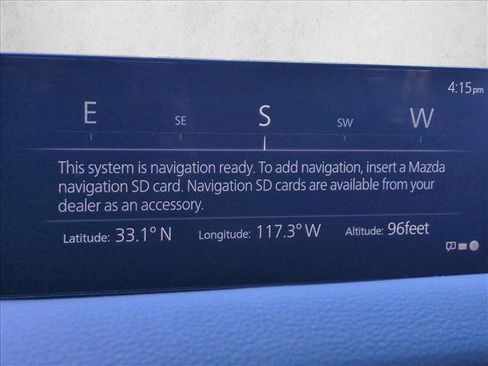 4:15pm
E SE S SW W
This system is navigation ready. To add navigation, insert a Mazda
navigation SD card. Navigation SD cards are available from your
dealer as an accessory.
Latitude: 33.1° N Longitude: 117.3° W Altitude: 96feet